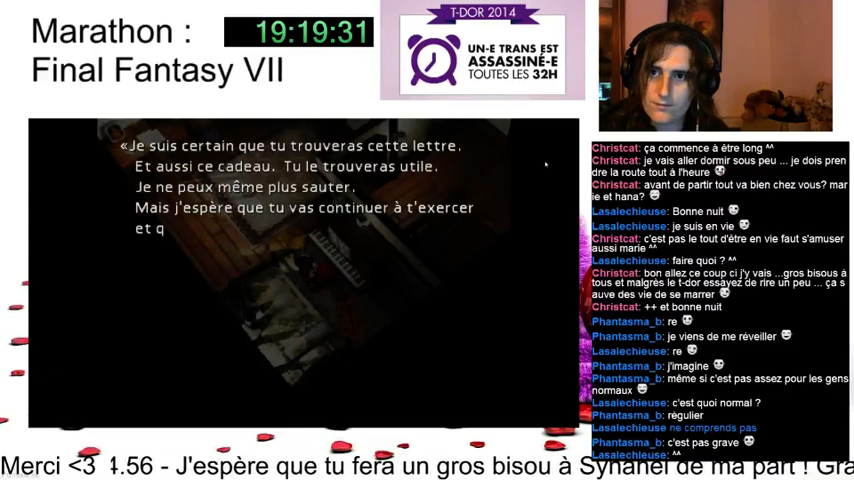 Marathon :
Final Fantasy VII
19:19:31
T-DOR 2014
UN-E TRANS EST
ASSASSINÉ-E
TOUTES LES 32H
«Je suis certain que tu trouveras cette lettre.
Et aussi ce cadeau. Tu le trouveras utile.
Je ne peux même plus sauter.
Mais j'espère que tu vas continuer à t'exercer
et q
Christcat: ça commence à être long ^^
Christcat: je vais aller dormir sous peu ... je dois pren
dre la route tout à l'heure
Christcat: avant de partir tout va bien chez vous? mar
ie et hana?
Lasalechieuse: Bonne nuit
Lasalechieuse: je suis en vie
Christcat: c'est pas le tout d'être en vie faut s'amuser
aussi marie ^^
Lasalechieuse: faire quoi ? ^^
Christcat: bon allez ce coup ci j'y vais ...gros bisous à
tous et malgrès le t-dor essayez de rire un peu ... ça s
auve des vie de se marrer
Christcat: ++ et bonne nuit
Phantasma_b: re
Phantasma_b: je viens de me réveiller
Lasalechieuse: re
Phantasma_b: j'imagine
Phantasma_b: même si c'est pas assez pour les gens
normaux
Lasalechieuse: c'est quoi normal ?
Phantasma_b: régulier
Lasalechieuse ne comprends pas
Phantasma_b: c'est pas grave
Lasalechieuse: ^^
Merci <3 4.56 - J'espère que tu fera un gros bisou à Synahel de ma part ! Gra